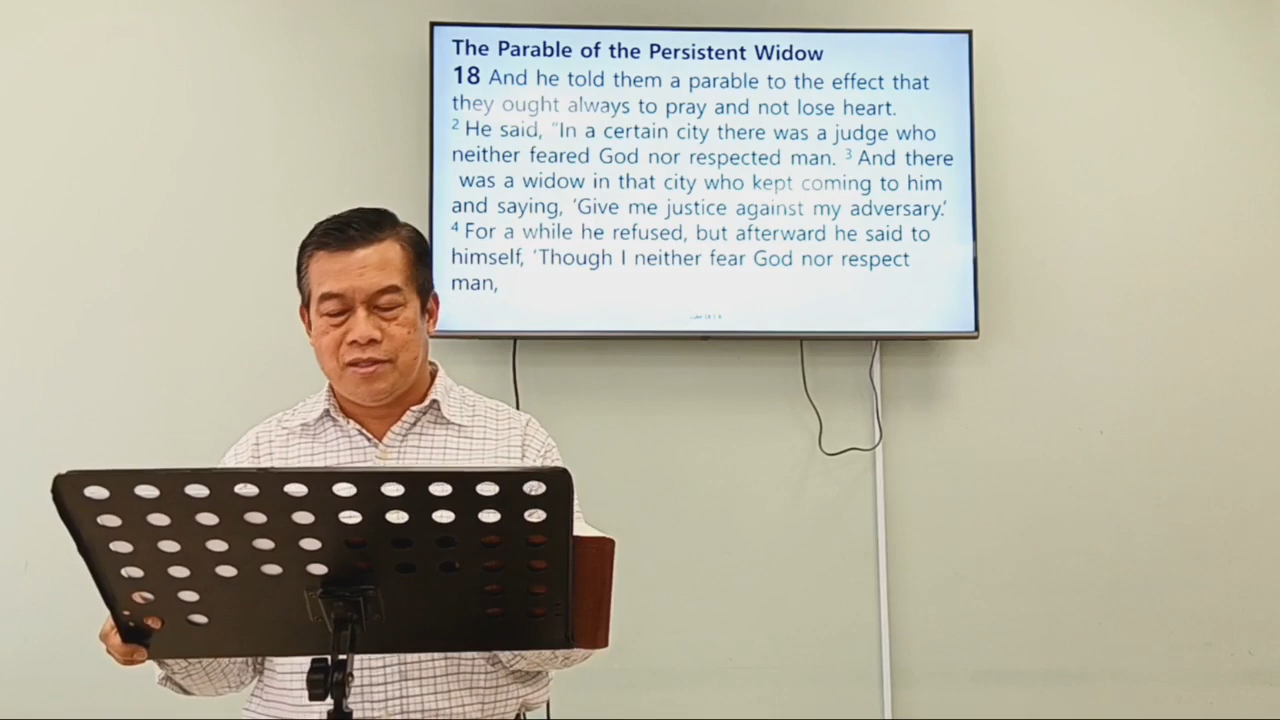 The Parable of the Persistent Widow
18 And he told them a parable to the effect that
they ought always to pray and not lose heart.
2 He said, “In a certain city there was a judge who
neither feared God nor respected man. 3 And there
was a widow in that city who kept coming to him
and saying, ‘Give me justice against my adversary.’
4 For a while he refused, but afterward he said to
himself, ‘Though I neither fear God nor respect
man,